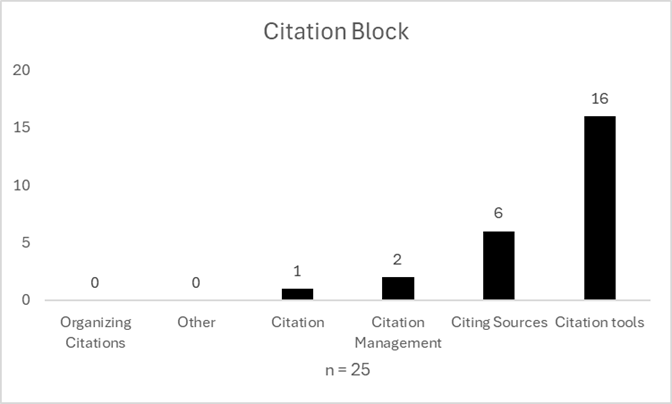 Citation Block
20
15
10
5
0
0
0
1
2
6
16
Organizing Citations
Other
Citation
Citation Management
Citing Sources
Citation tools
n = 25